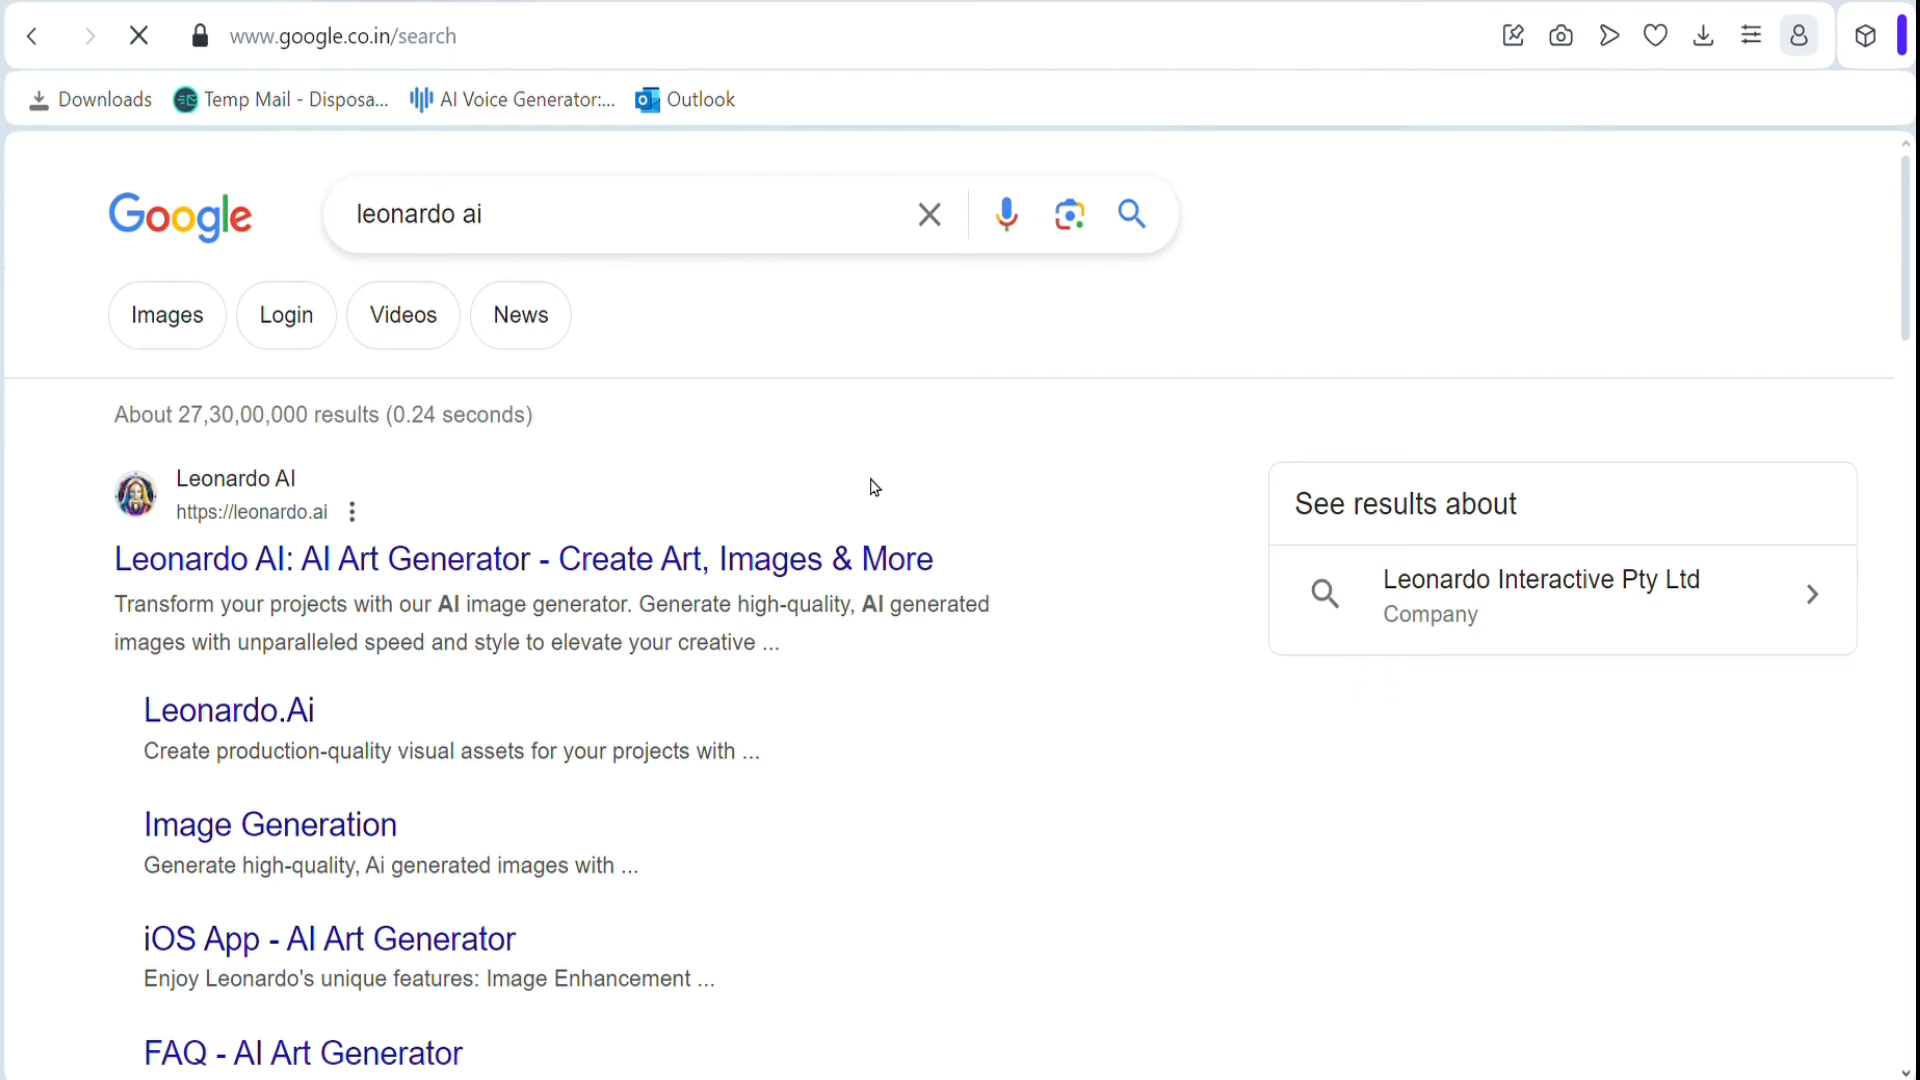 www.google.co.in/search
Downloads
Temp Mail - Disposa...
AI Voice Generator:...
Outlook
Google
leonardo ai
Images
Login
Videos
News
About 27,30,00,000 results (0.24 seconds)
Leonardo AI
https://leonardo.ai
Leonardo AI: AI Art Generator - Create Art, Images & More
Transform your projects with our AI image generator. Generate high-quality, AI generated
images with unparalleled speed and style to elevate your creative ...
Leonardo.Ai
Create production-quality visual assets for your projects with ...
Image Generation
Generate high-quality, Ai generated images with ...
iOS App - AI Art Generator
Enjoy Leonardo's unique features: Image Enhancement ...
FAQ - AI Art Generator
See results about
Leonardo Interactive Pty Ltd
Company